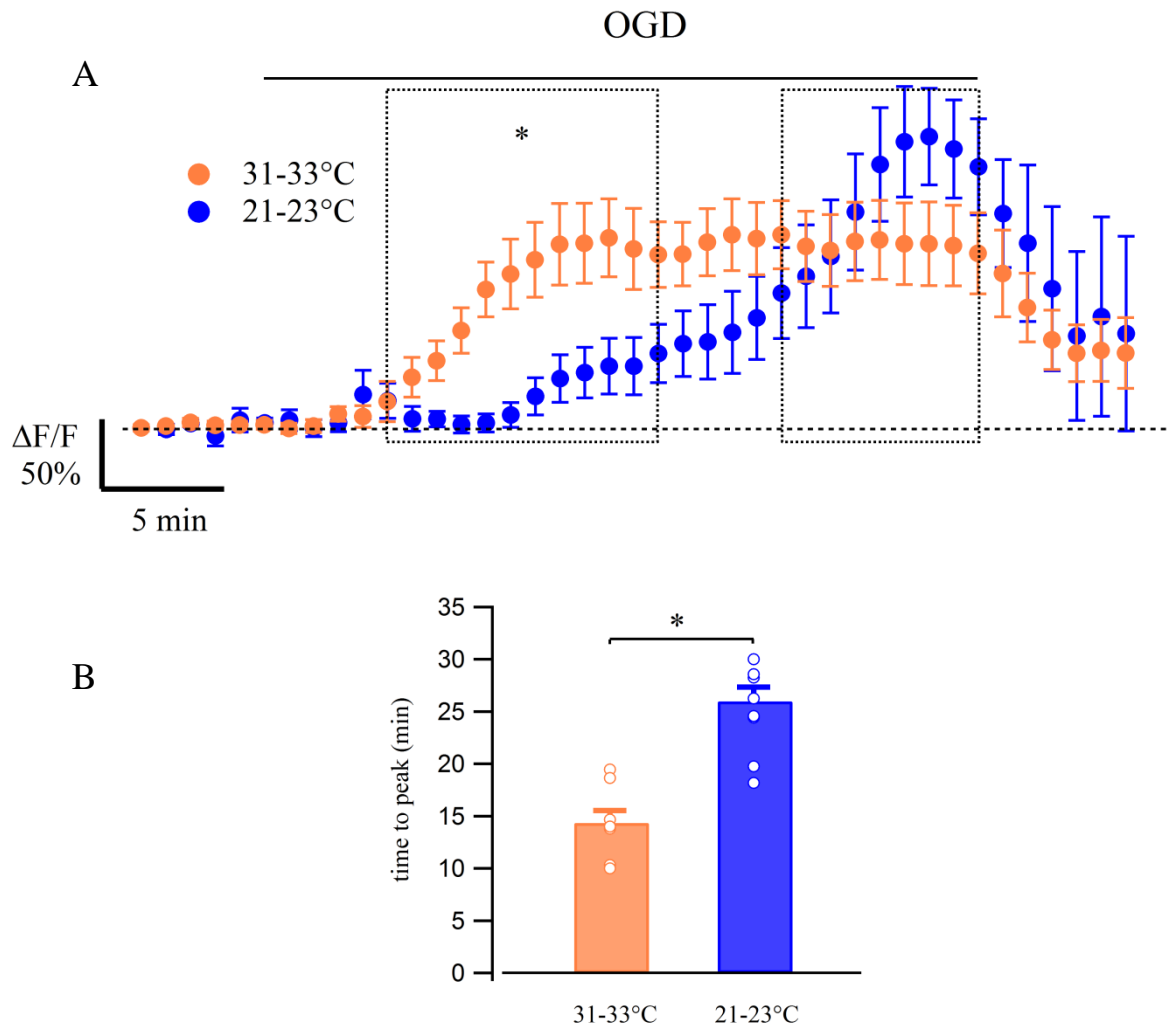 OGD
A
*
31-33°C
21-23°C
ΔF/F
50%
5 min
B
*
time to peak (min)
35
30
25
20
15
10
5
0
31-33°C
21-23°C